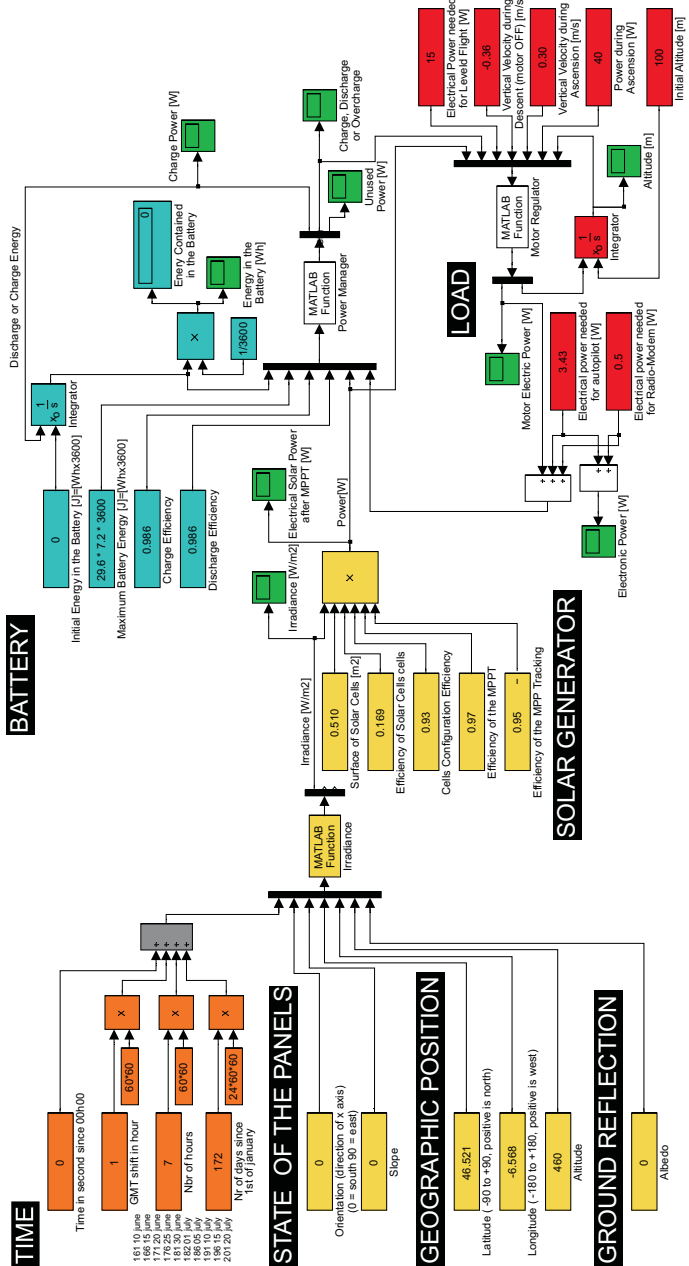 TIME
0
Time in second since 00h00
1
GMT shift in hour
60*60
x
7
Nbr of hours
60*60
x
172
Nr of days since
1st of january
24*60*60
x
161 10 june
166 15 june
171 20 june
176 25 june
181 30 june
182 01 july
186 05 july
191 10 july
196 15 july
201 20 july
+
+
+
+
STATE OF THE PANELS
0
Orientation (direction of x axis)
(0 = south 90 = east)
0
Slope
GEOGRAPHIC POSITION
46.521
Latitude ( -90 to +90, positive is north)
-6.568
Longitude ( -180 to +180, positive is west)
460
Altitude
GROUND REFLECTION
0
Albedo
MATLAB
Function
Irradiance
Irradiance [W/m2]
Irradiance [W/m2]
0.510
Surface of Solar Cells [m2]
0.169
Efficiency of Solar Cells cells
0.93
Cells Configuration Efficiency
0.97
Efficiency of the MPPT
0.95
Efficiency of the MPP Tracking
SOLAR GENERATOR
x
Electrical Solar Power
after MPPT [W]
Power[W]
BATTERY
0
Initial Energy in the Battery [J]=[Whx3600]
29.6 * 7.2 * 3600
Maximum Battery Energy [J]=[Whx3600]
0.986
Charge Efficiency
0.986
Discharge Efficiency
Discharge or Charge Energy
1
s
xo
Integrator
x
1/3600
0
Enery Contained
in the Battery
Energy in the
Battery [Wh]
Charge Power [W]
MATLAB
Function
Power Manager
Unused
Power [W]
Charge, Discharge
or Overcharge
LOAD
15
Electrical Power needed
for Leveld Flight [W]
-0.36
Vertical Velocity during
Descent (motor OFF) [m/s]
0.30
Vertical Velocity during
Ascension [m/s]
40
Power during
Ascension [W]
100
Initial Altitude [m]
MATLAB
Function
Motor Regulator
1
s
xo
Integrator
Altitude [m]
Motor Electric Power [W]
3.43
Electrical power needed
for autopilot [W]
0.5
Electrical power needed
for Radio-Modem [W]
+
+
+
+
+
Electronic Power [W]